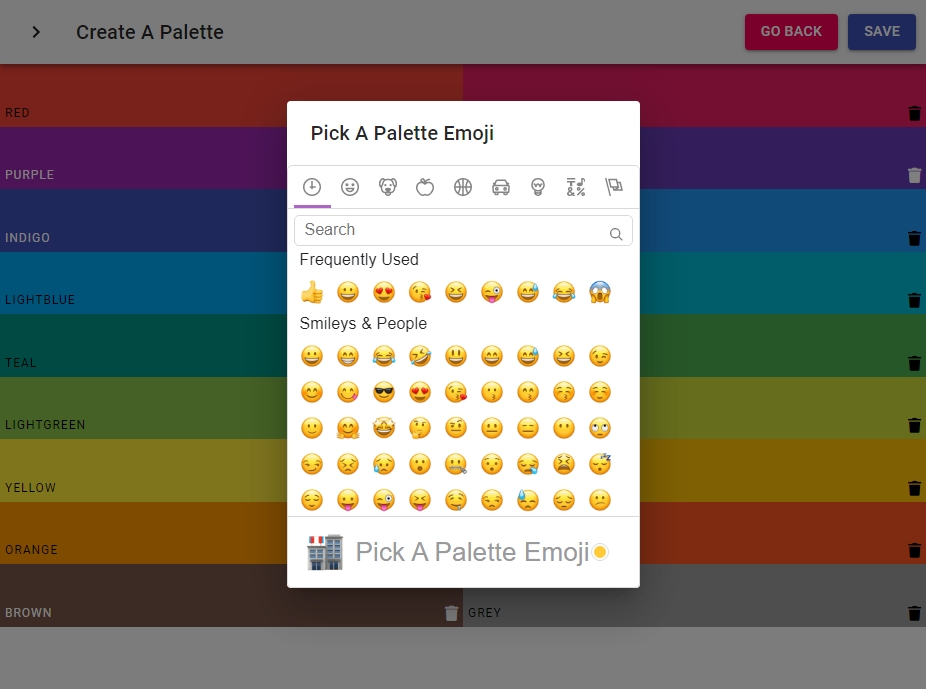 Create A Palette
GO BACK
SAVE
RED
PURPLE
INDIGO
LIGHTBLUE
TEAL
LIGHTGREEN
YELLOW
ORANGE
BROWN
GREY
Pick A Palette Emoji
Search
Frequently Used
Smileys & People
Pick A Palette Emoji